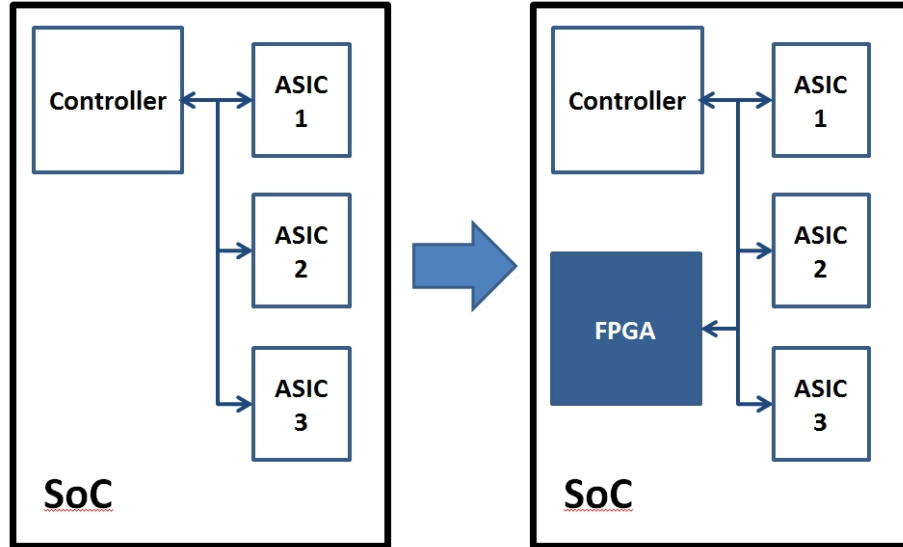 Controller
ASIC
1
ASIC
2
ASIC
3
SoC
Controller
ASIC
1
ASIC
2
FPGA
ASIC
3
SoC